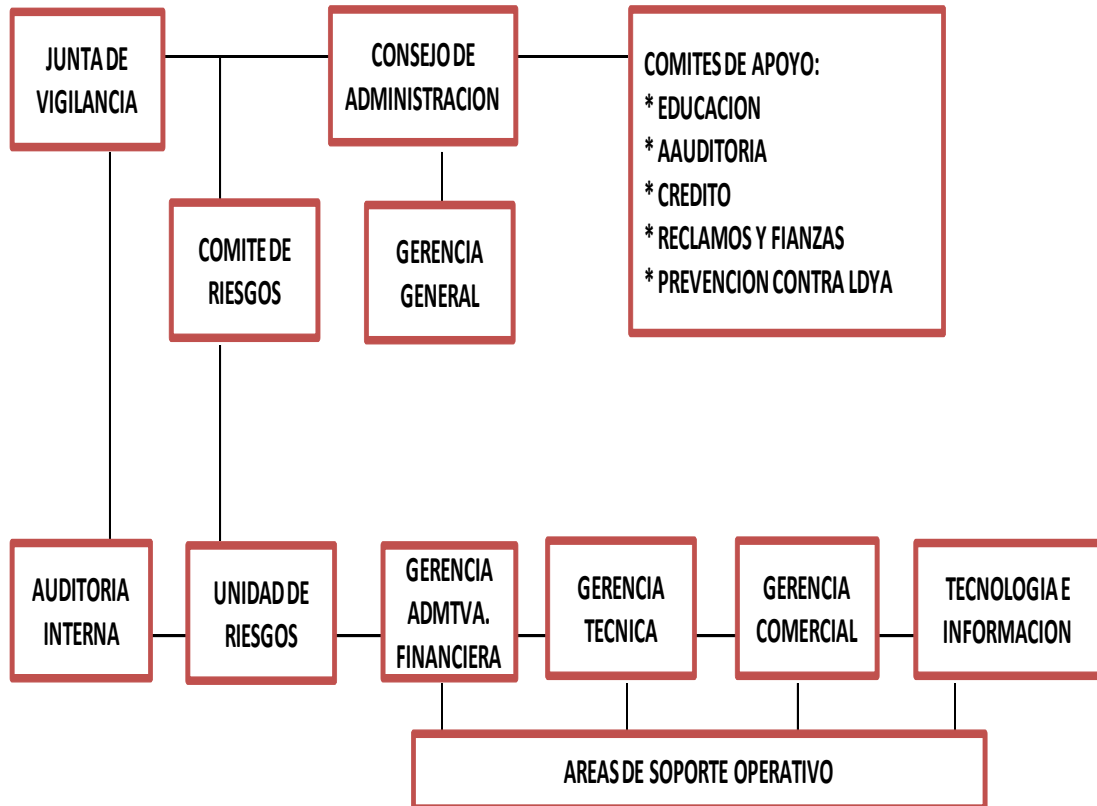 JUNTA DE
VIGILANCIA
CONSEJO DE
ADMINISTRACION
COMITES DE APOYO:
* EDUCACION
* AAUDITORIA
* CREDITO
* RECLAMOS Y FIANZAS
* PREVENCION CONTRA LDYA
COMITE DE
RIESGOS
GERENCIA
GENERAL
AUDITORIA
INTERNA
UNIDAD DE
RIESGOS
GERENCIA
ADMTVA.
FINANCIERA
GERENCIA
TECNICA
GERENCIA
COMERCIAL
TECNOLOGIA E
INFORMACION
AREAS DE SOPORTE OPERATIVO